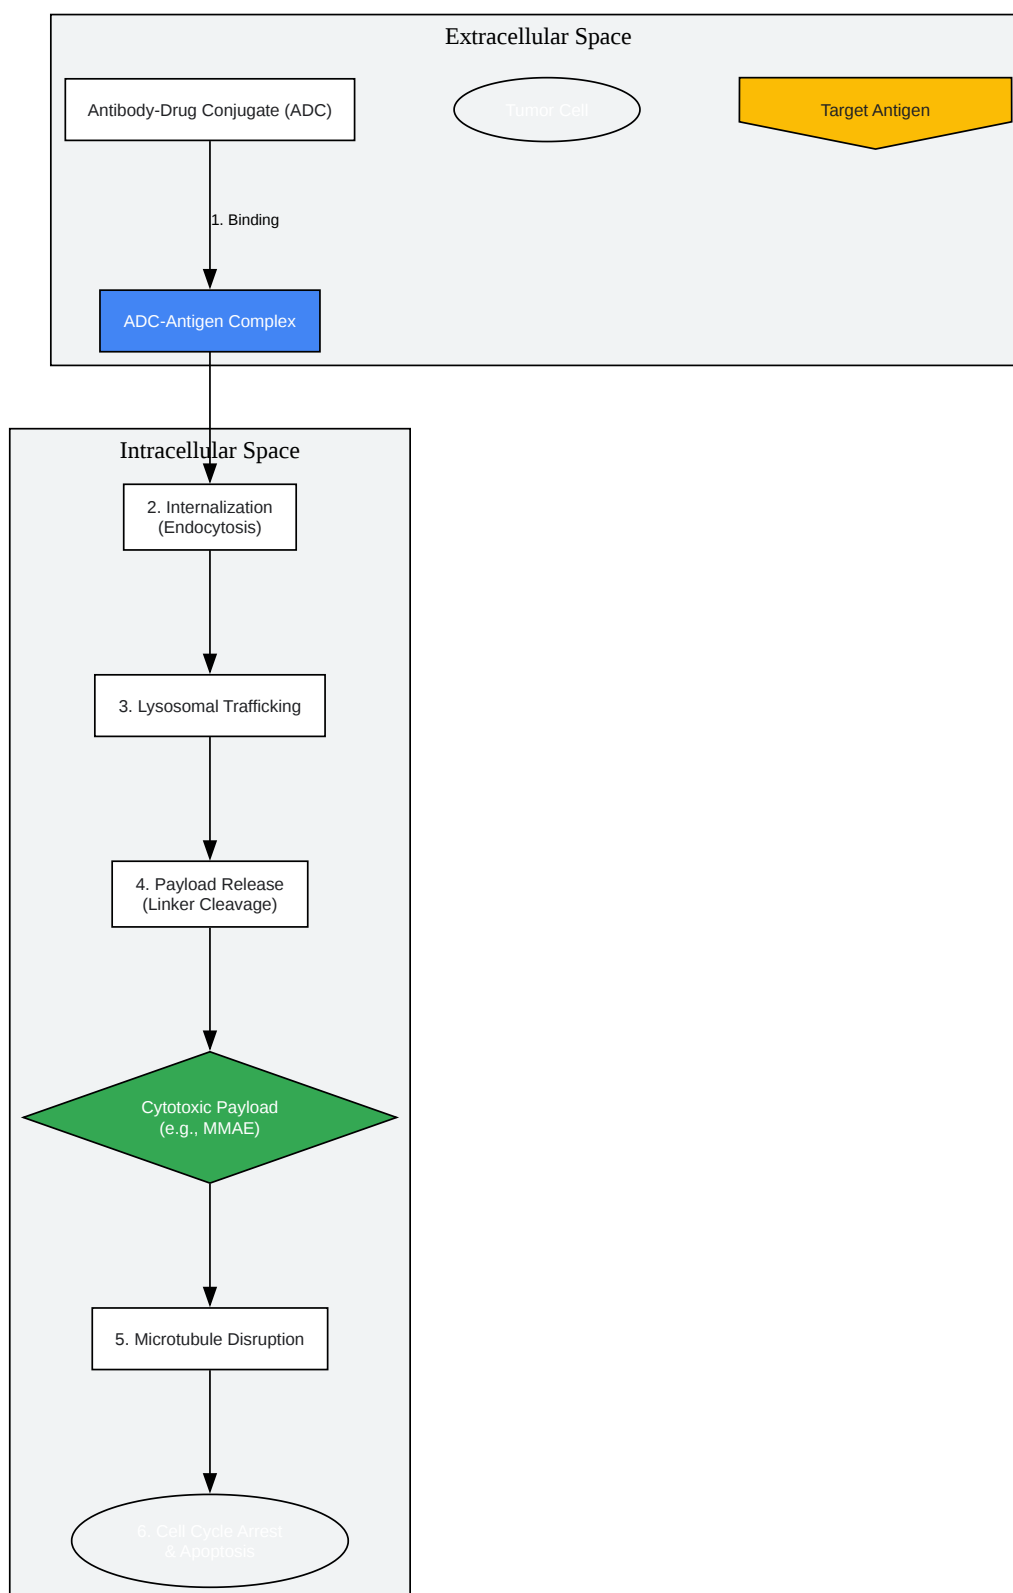 Extracellular Space
Antibody-Drug Conjugate (ADC)
Tumor Cell
Target Antigen
1. Binding
ADC-Antigen Complex
Intracellular Space
2. Internalization
(Endocytosis)
3. Lysosomal Trafficking
4. Payload Release
(Linker Cleavage)
Cytotoxic Payload
(e.g., MMAE)
5. Microtubule Disruption
6. Cell Cycle Arrest
& Apoptosis